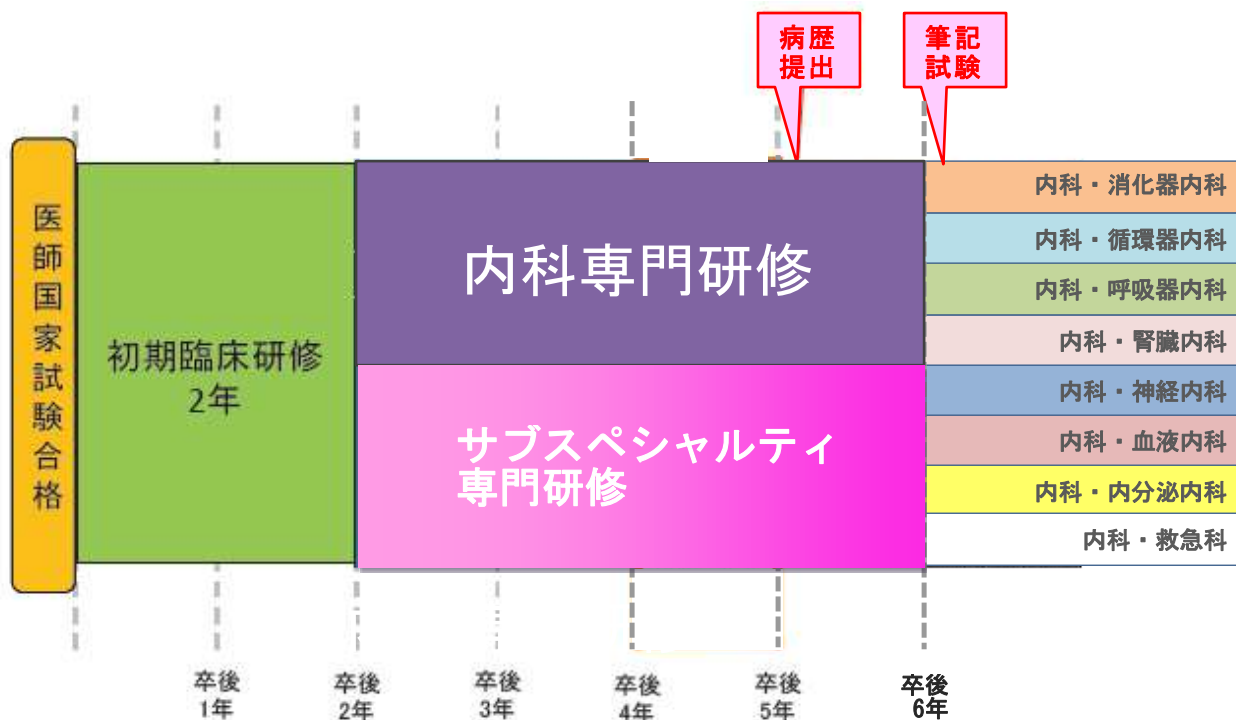 病歴
提出
筆記
試験
医師国家試験合格
初期臨床研修
2年
内科専門研修
サブスペシャルティ
専門研修
内科・消化器内科
内科・循環器内科
内科・呼吸器内科
内科・腎臓内科
内科・神経内科
内科・血液内科
内科・内分泌内科
内科・救急科
卒後
1年
卒後
2年
卒後
3年
卒後
4年
卒後
5年
卒後
6年